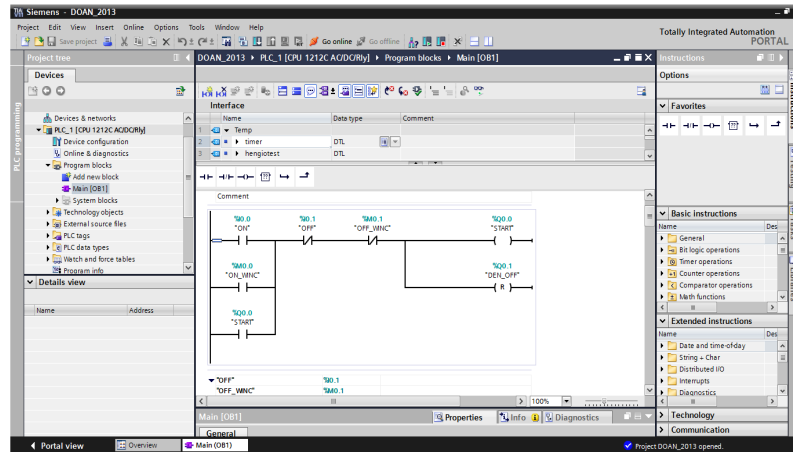 Siemens - DOAN_2013
Project Edit View Insert Online Options Tools Window Help
Totally Integrated Automation
PORTAL
Save project
Go online
Go offline
Project tree
DOAN_2013 PLC_1 [CPU 1212C AC/DC/Rly] Program blocks Main [OB1]
Instructions
Devices
Options
PLC programming
Devices & networks
PLC_1 [CPU 1212C AC/DC/Rly]
Device configuration
Online & diagnostics
Program blocks
Add new block
Main [OB1]
System blocks
Technology objects
External source files
PLC tags
PLC data types
Watch and force tables
Program info
Details view
Name Address
Interface
Name Data type Comment
1 Temp
2 timer DTL
3 hengiotest DTL
Comment
%I0.0
"ON"
%I0.1
"OFF"
%M0.1
"OFF_WINC"
%Q0.0
"START"
%M0.0
"ON_WINC"
%Q0.1
"DEN_OFF"
R
%Q0.0
"START"
"OFF" %I0.1
"OFF_WINC" %M0.1
100%
Main [OB1]
Properties Info Diagnostics
General
Favorites
Basic instructions
Name Des
General
Bit logic operations
Timer operations
Counter operations
Comparator operations
Math functions
Extended instructions
Name Des
Date and time-of-day
String + Char
Distributed I/O
Interrupts
Diagnostics
Technology
Communication
Portal view
Overview
Main (OB1)
Project DOAN_2013 opened.